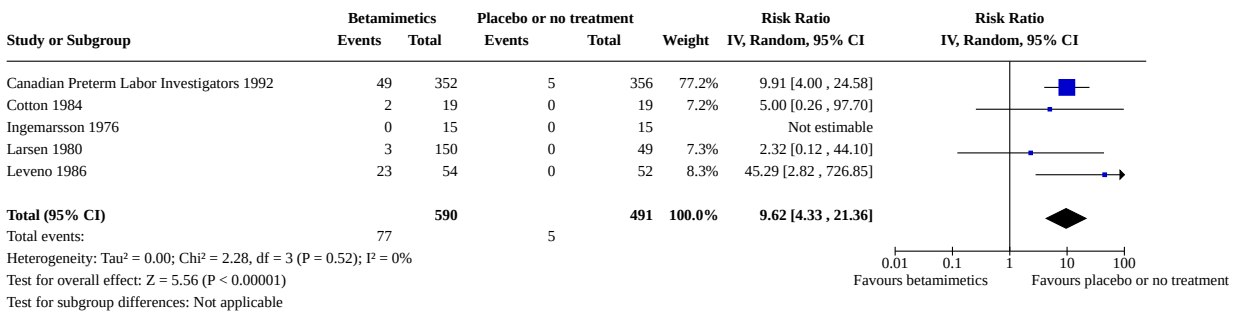 Betamimetics Placebo or no treatment Risk Ratio Risk Ratio
Study or Subgroup Events Total Events Total Weight IV, Random, 95% CI IV, Random, 95% CI
Canadian Preterm Labor Investigators 1992 49 352 5 356 77.2% 9.91 [4.00 , 24.58]
Cotton 1984 2 19 0 19 7.2% 5.00 [0.26 , 97.70]
Ingemarsson 1976 0 15 0 15 Not estimable
Larsen 1980 3 150 0 49 7.3% 2.32 [0.12 , 44.10]
Leveno 1986 23 54 0 52 8.3% 45.29 [2.82 , 726.85]
Total (95% CI) 590 491 100.0% 9.62 [4.33 , 21.36]
Total events: 77 5
Heterogeneity: Tau² = 0.00; Chi² = 2.28, df = 3 (P = 0.52); I² = 0%
0.01 0.1 1 10 100
Test for overall effect: Z = 5.56 (P < 0.00001) Favours betamimetics Favours placebo or no treatment
Test for subgroup differences: Not applicable